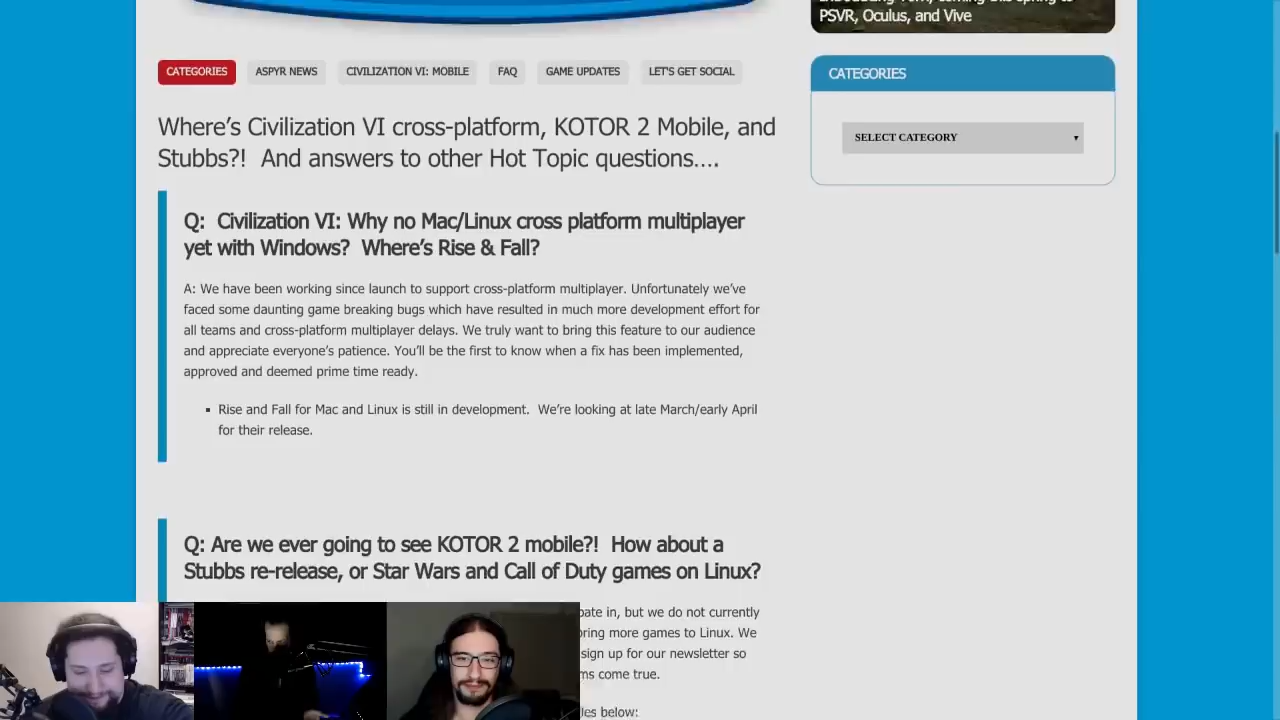 PSVR, Oculus, and Vive
CATEGORIES
ASPYR NEWS
CIVILIZATION VI: MOBILE
FAQ
GAME UPDATES
LET'S GET SOCIAL
CATEGORIES
SELECT CATEGORY
Where's Civilization VI cross-platform, KOTOR 2 Mobile, and
Stubbs?!  And answers to other Hot Topic questions….
Q:  Civilization VI: Why no Mac/Linux cross platform multiplayer
yet with Windows?  Where's Rise & Fall?
A: We have been working since launch to support cross-platform multiplayer. Unfortunately we've
faced some daunting game breaking bugs which have resulted in much more development effort for
all teams and cross-platform multiplayer delays. We truly want to bring this feature to our audience
and appreciate everyone's patience. You'll be the first to know when a fix has been implemented,
approved and deemed prime time ready.
▪ Rise and Fall for Mac and Linux is still in development.  We're looking at late March/early April
for their release.
Q: Are we ever going to see KOTOR 2 mobile?!  How about a
Stubbs re-release, or Star Wars and Call of Duty games on Linux?
in, but we do not currently
bring more games to Linux. We
sign up for our newsletter so
come true.
below: